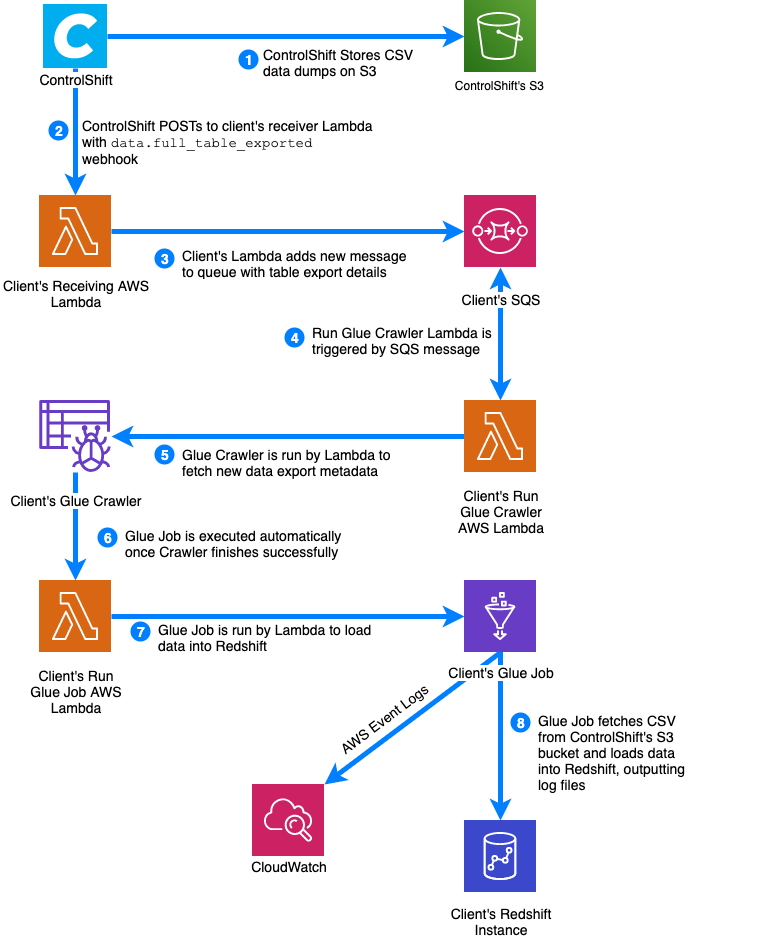 C
ControlShift
1
ControlShift Stores CSV
data dumps on S3
ControlShift's S3
2
ControlShift POSTs to client's receiver Lambda
with data.full_table_exported
webhook
Client's Receiving AWS
Lambda
3
Client's Lambda adds new message
to queue with table export details
Client's SQS
4
Run Glue Crawler Lambda is
triggered by SQS message
5
Glue Crawler is run by Lambda to
fetch new data export metadata
Client's Glue Crawler
Client's Run
Glue Crawler
AWS Lambda
6
Glue Job is executed automatically
once Crawler finishes successfully
7
Glue Job is run by Lambda to load
data into Redshift
Client's Run
Glue Job AWS
Lambda
Client's Glue Job
AWS Event Logs
8
Glue Job fetches CSV
from ControlShift's S3
bucket and loads data
into Redshift, outputting
log files
CloudWatch
Client's Redshift
Instance